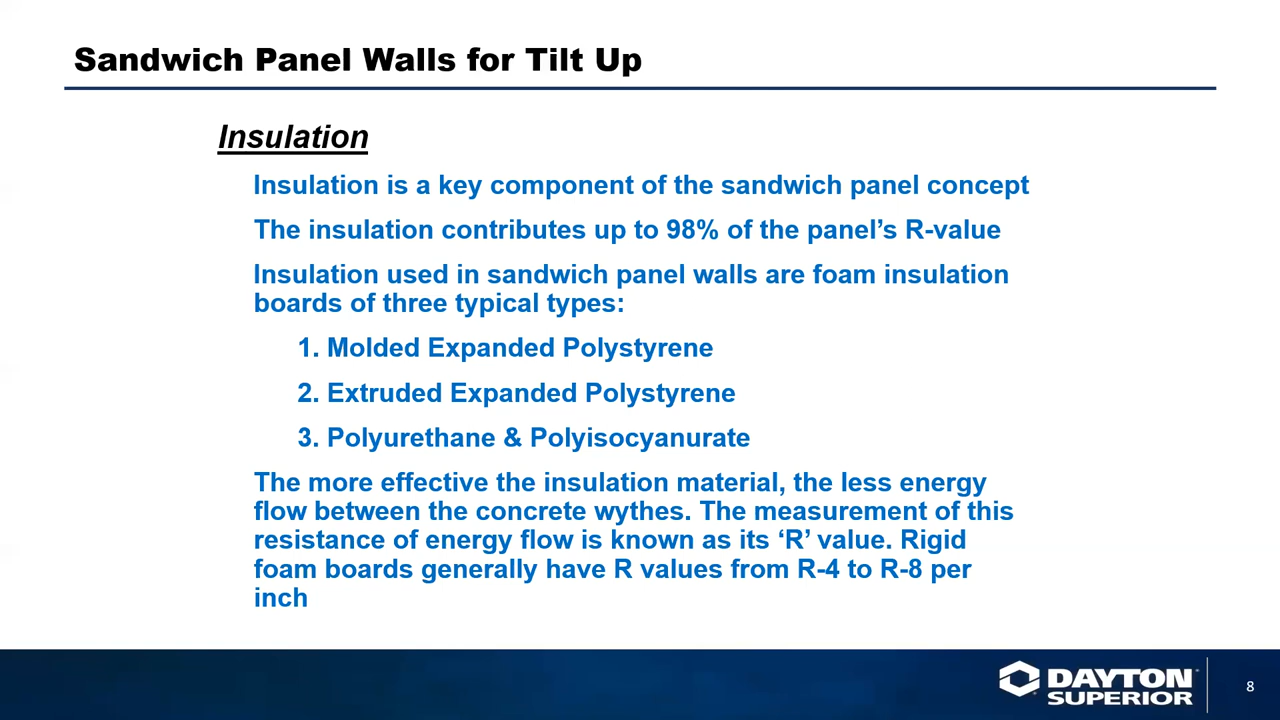 Sandwich Panel Walls for Tilt Up
Insulation
Insulation is a key component of the sandwich panel concept
The insulation contributes up to 98% of the panel’s R-value
Insulation used in sandwich panel walls are foam insulation
boards of three typical types:
1. Molded Expanded Polystyrene
2. Extruded Expanded Polystyrene
3. Polyurethane & Polyisocyanurate
The more effective the insulation material, the less energy
flow between the concrete wythes. The measurement of this
resistance of energy flow is known as its ‘R’ value. Rigid
foam boards generally have R values from R-4 to R-8 per
inch
DAYTON
SUPERIOR
8